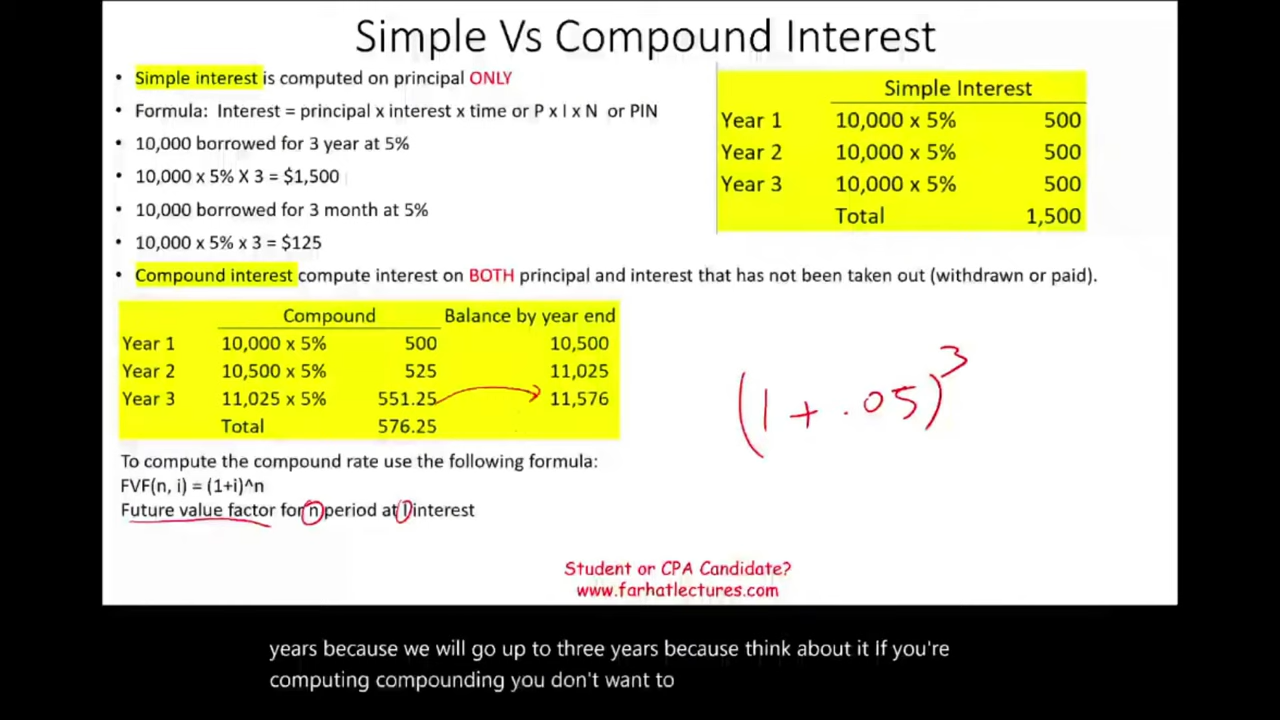 Simple Vs Compound Interest
• Simple interest is computed on principal ONLY
• Formula: Interest = principal x interest x time or P x I x N or PIN
• 10,000 borrowed for 3 year at 5%
• 10,000 x 5% X 3 = $1,500
• 10,000 borrowed for 3 month at 5%
• 10,000 x 5% x 3 = $125
Simple Interest
Year 1 10,000 x 5% 500
Year 2 10,000 x 5% 500
Year 3 10,000 x 5% 500
Total 1,500
• Compound interest compute interest on BOTH principal and interest that has not been taken out (withdrawn or paid).
Compound Balance by year end
Year 1 10,000 x 5% 500 10,500
Year 2 10,500 x 5% 525 11,025
Year 3 11,025 x 5% 551.25 11,576
Total 576.25
(1 + .05)^3
To compute the compound rate use the following formula:
FVF(n, i) = (1+i)^n
Future value factor for n period at I interest
Student or CPA Candidate?
www.farhatlectures.com
years because we will go up to three years because think about it If you're
computing compounding you don't want to